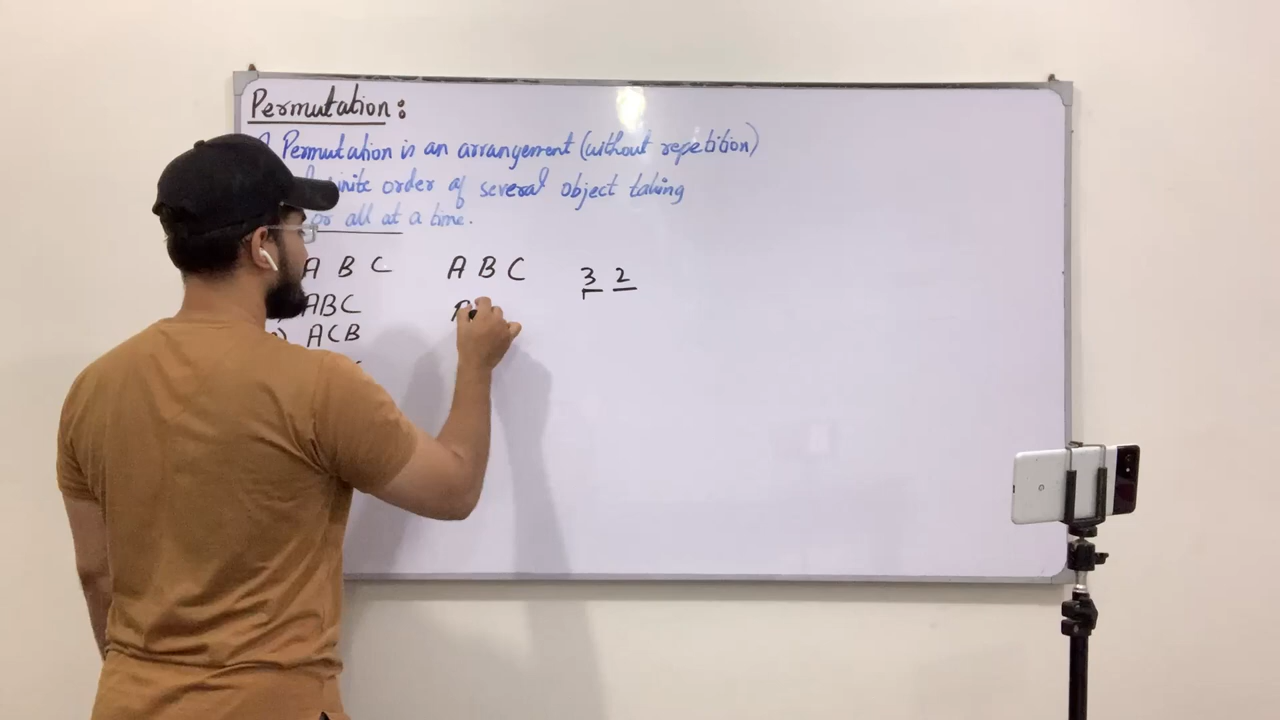 Permutation:
Permutation is an arrangement (without repetition)
order of several object taking
or all at a time.
A B C
ABC
ACB
A B C
3 2